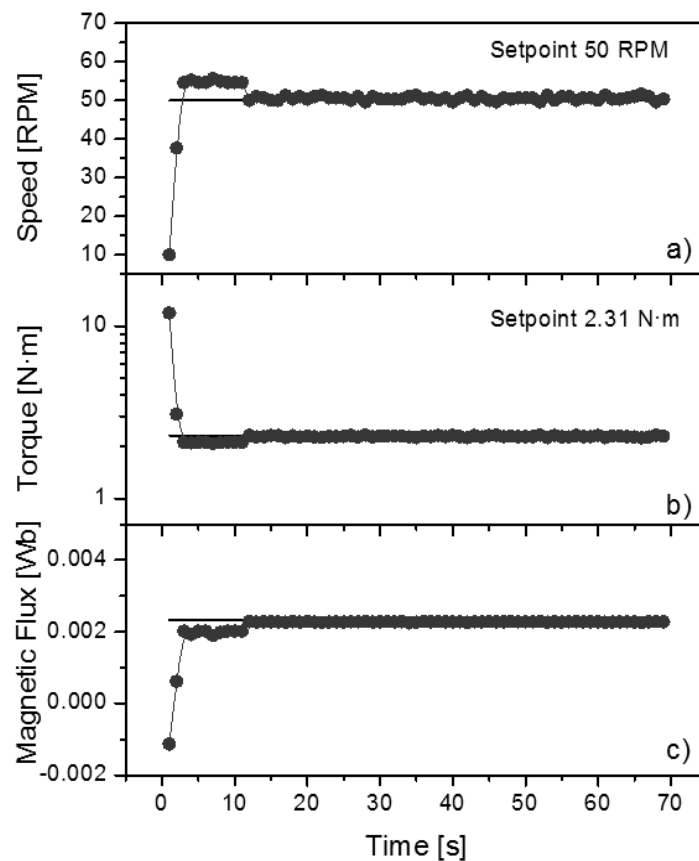 70
60
50
40
30
20
10
Speed [RPM]
Setpoint 50 RPM
a)
10
1
Torque [N·m]
Setpoint 2.31 N·m
b)
0.004
0.002
0.000
-0.002
Magnetic Flux [Wb]
c)
0 10 20 30 40 50 60 70
Time [s]